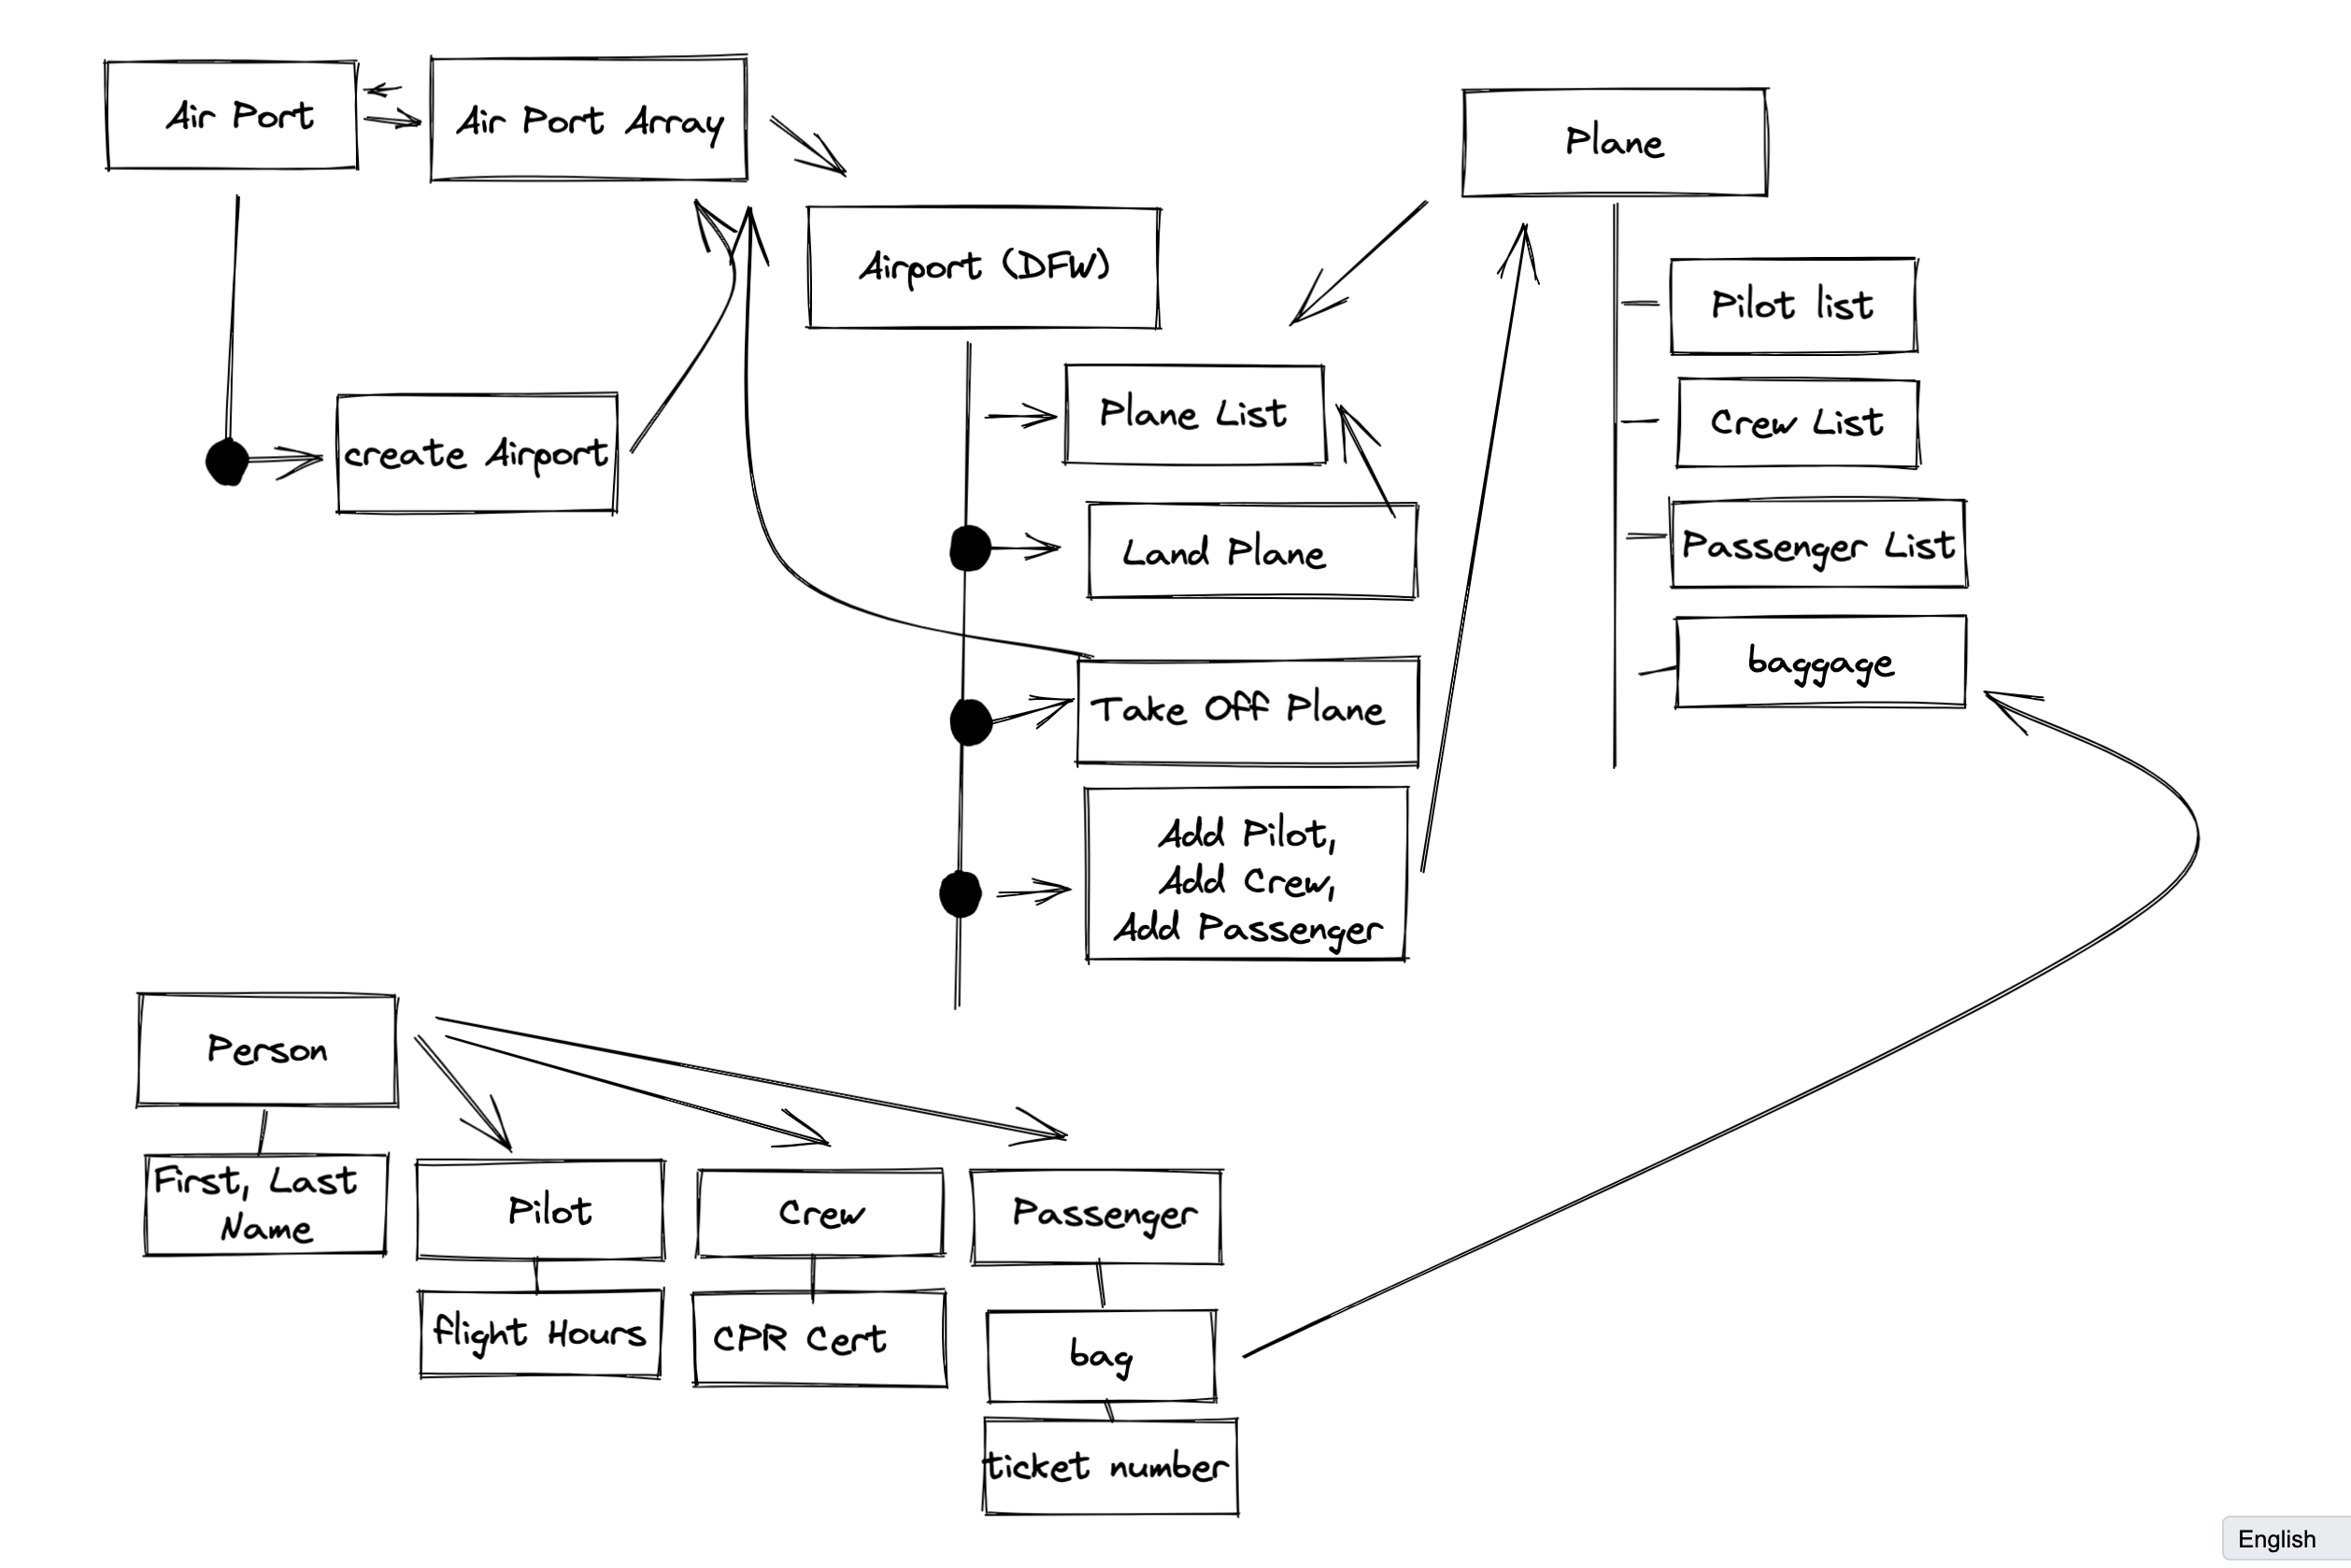 Air Port
Air Port Array
Plane
Airport (DFW)
Pilot list
Plane List
Crew List
create Airport
Land Plane
Passenger List
baggage
Take Off Plane
Add Pilot,
Add Crew,
Add Passenger
Person
First, Last
Name
Pilot
Crew
Passenger
flight Hours
CPR Cert
bag
ticket number
English